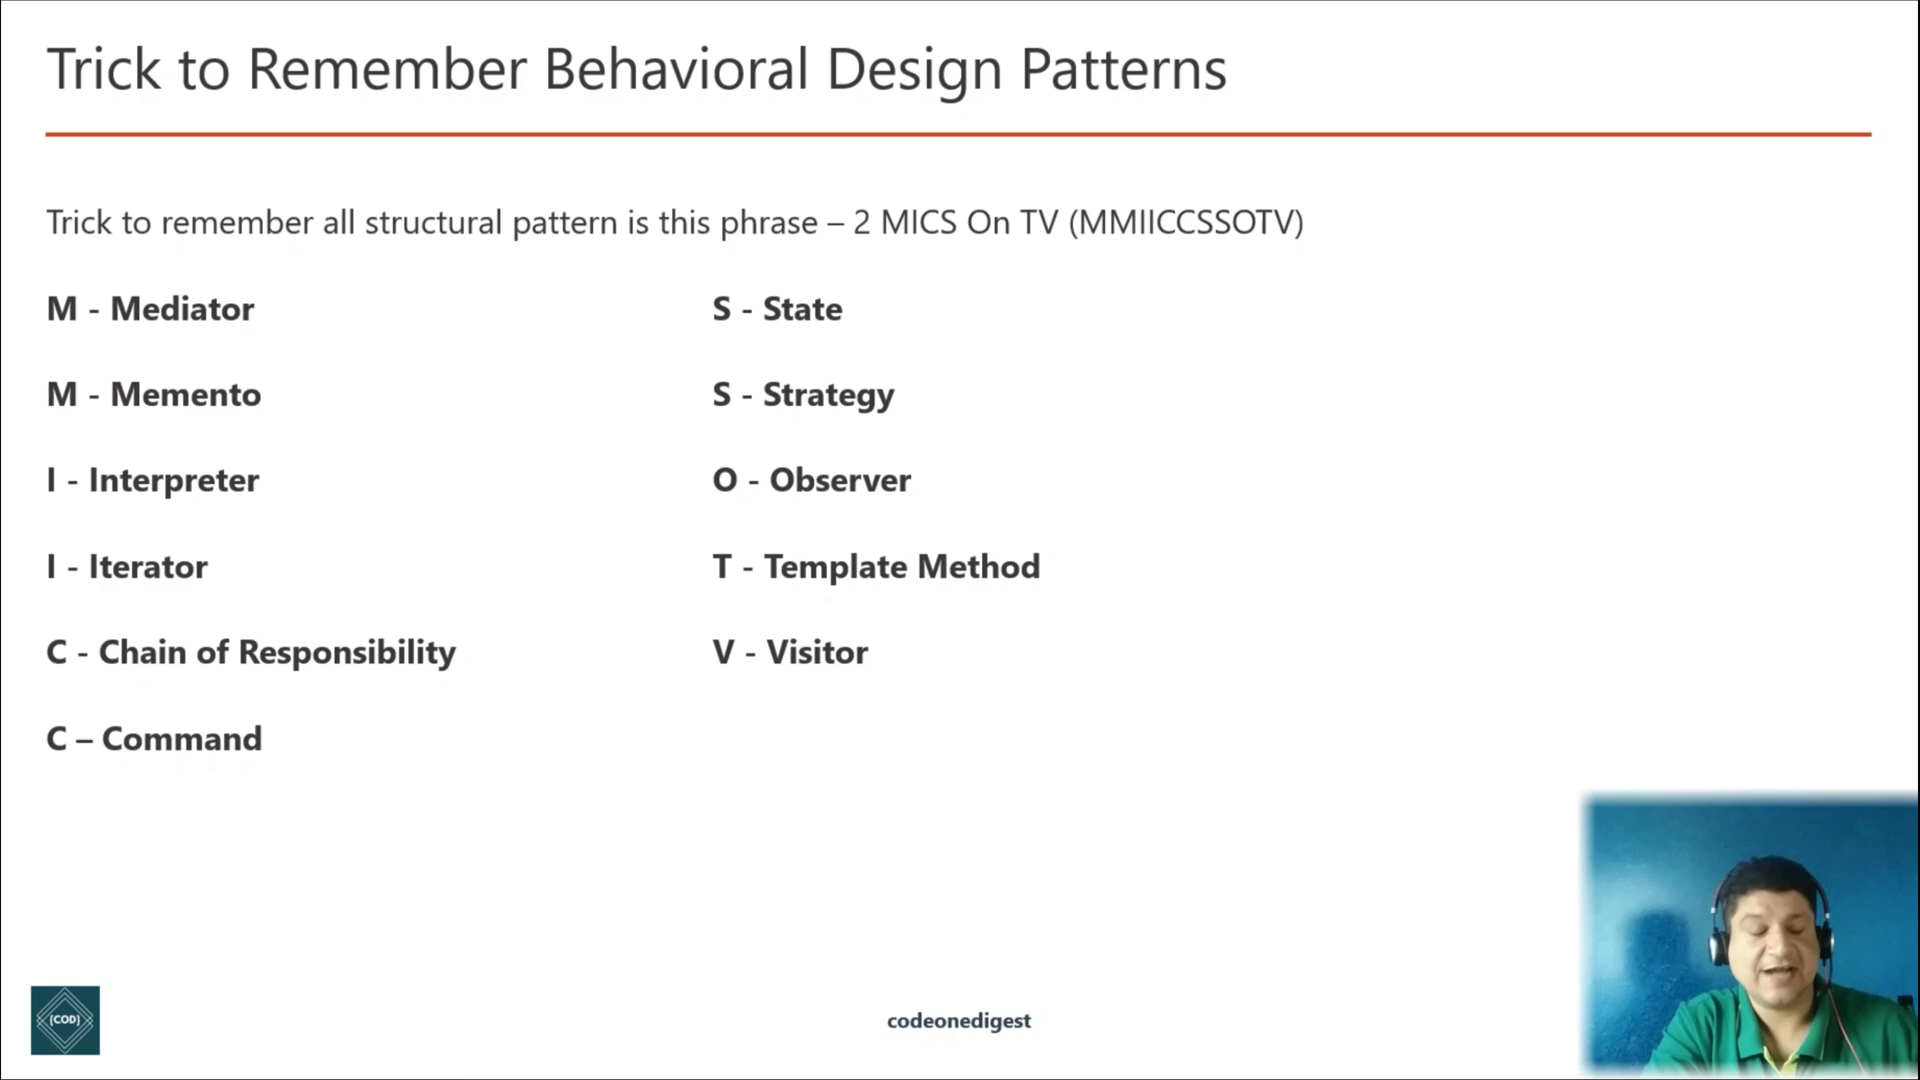 Trick to Remember Behavioral Design Patterns
Trick to remember all structural pattern is this phrase – 2 MICS On TV (MMIICCSSOTV)
M - Mediator
M - Memento
I - Interpreter
I - Iterator
C - Chain of Responsibility
C – Command
S - State
S - Strategy
O - Observer
T - Template Method
V - Visitor
{COD}
codeonedigest